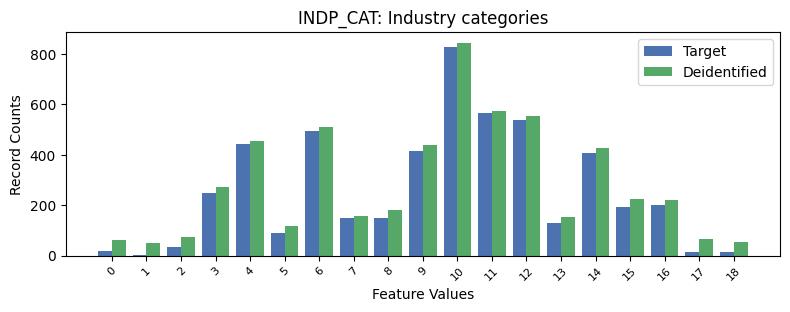 INDP_CAT: Industry categories
Record Counts
800
600
400
200
0
Target
Deidentified
0 1 2 3 4 5 6 7 8 9 10 11 12 13 14 15 16 17 18
Feature Values